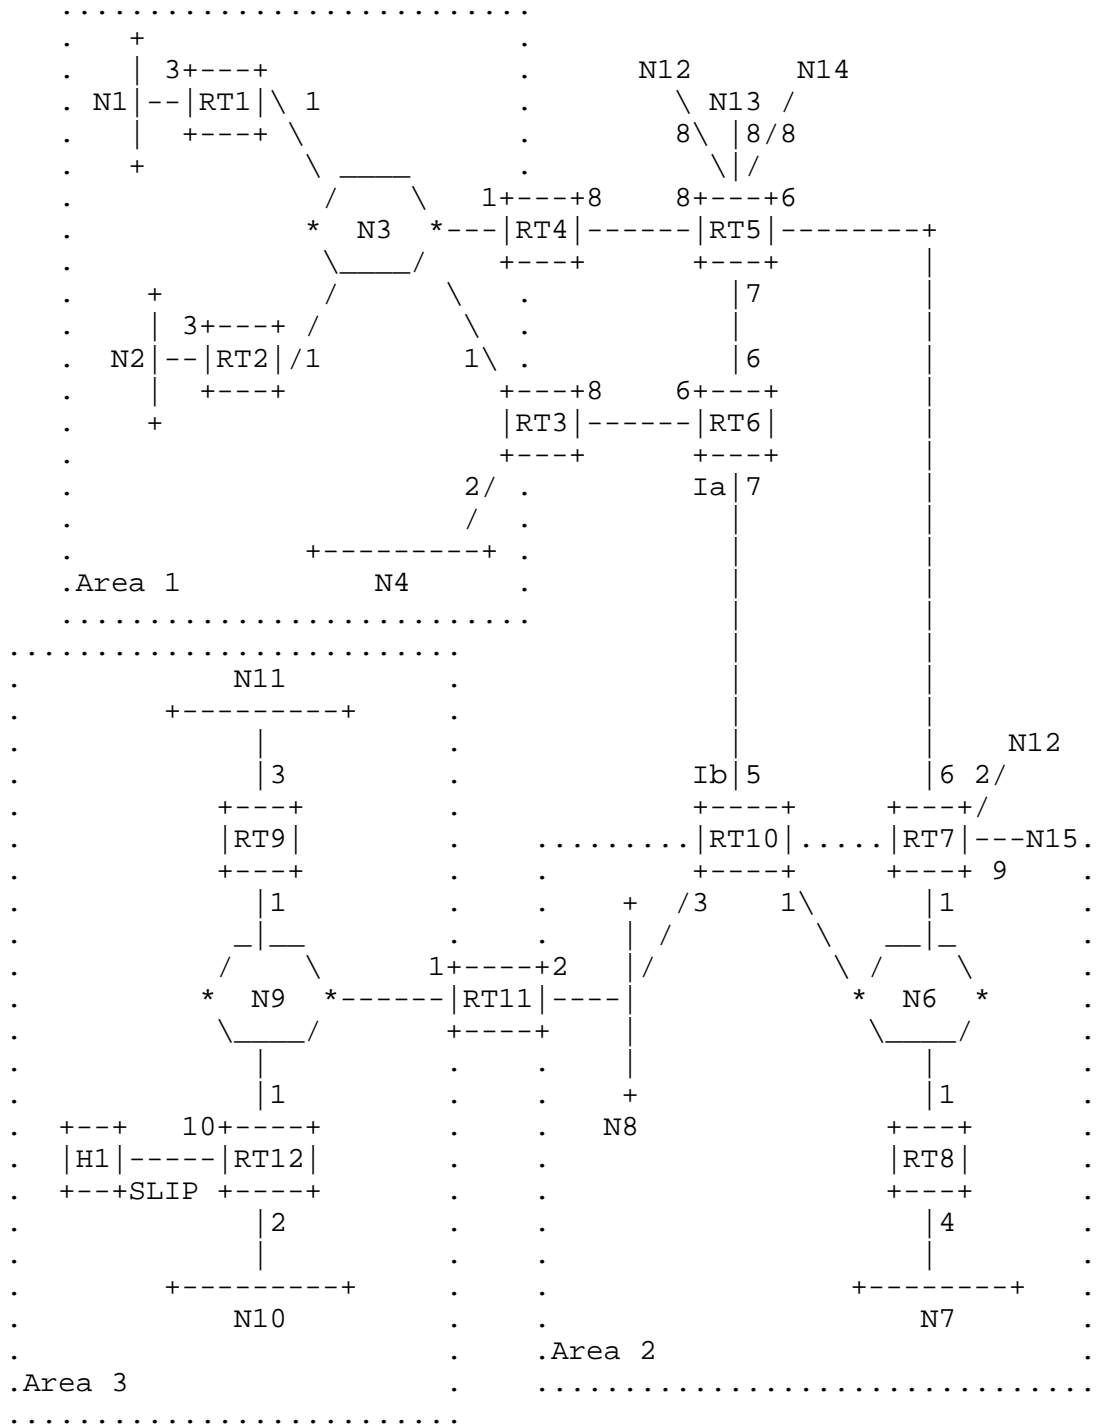 3
N12 N14
N1 RT1 1 N13
8 8 8
1 8 8 6
N3 RT4 RT5
7
3
N2 RT2 1 1 6
8 6
RT3 RT6
2 Ia 7
Area 1 N4
N11
N12
3 Ib 5 6 2
RT9 RT10 RT7 N15
9
1 3 1 1
1 2
N9 RT11 N6
1 1
10 N8
H1 RT12 RT8
SLIP
2 4
N10 N7
Area 2
Area 3